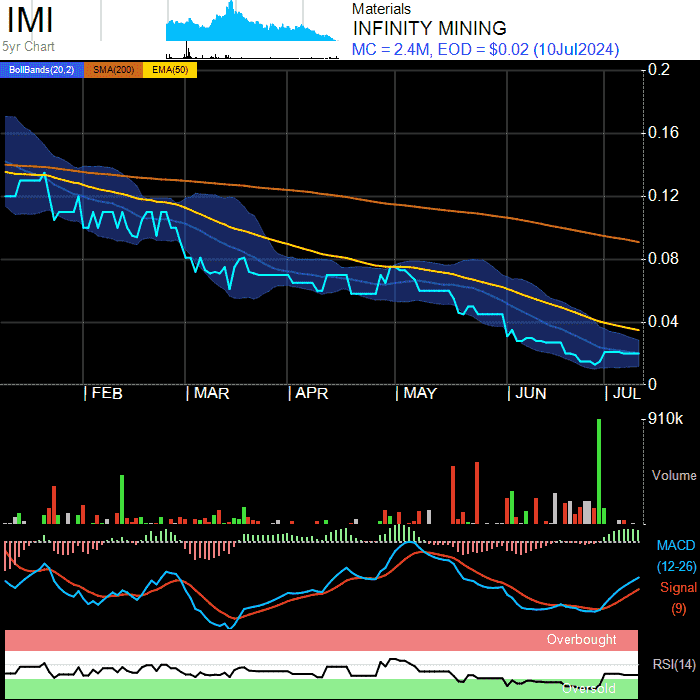 IMI
5yr Chart
Materials
INFINITY MINING
MC = 2.4M, EOD = $0.02 (10Jul2024)
BollBands(20,2) SMA(200) EMA(50)
0.2
0.16
0.12
0.08
0.04
0
FEB MAR APR MAY JUN JUL
910k
Volume
MACD
(12-26)
Signal
(9)
Overbought
RSI(14)
Oversold